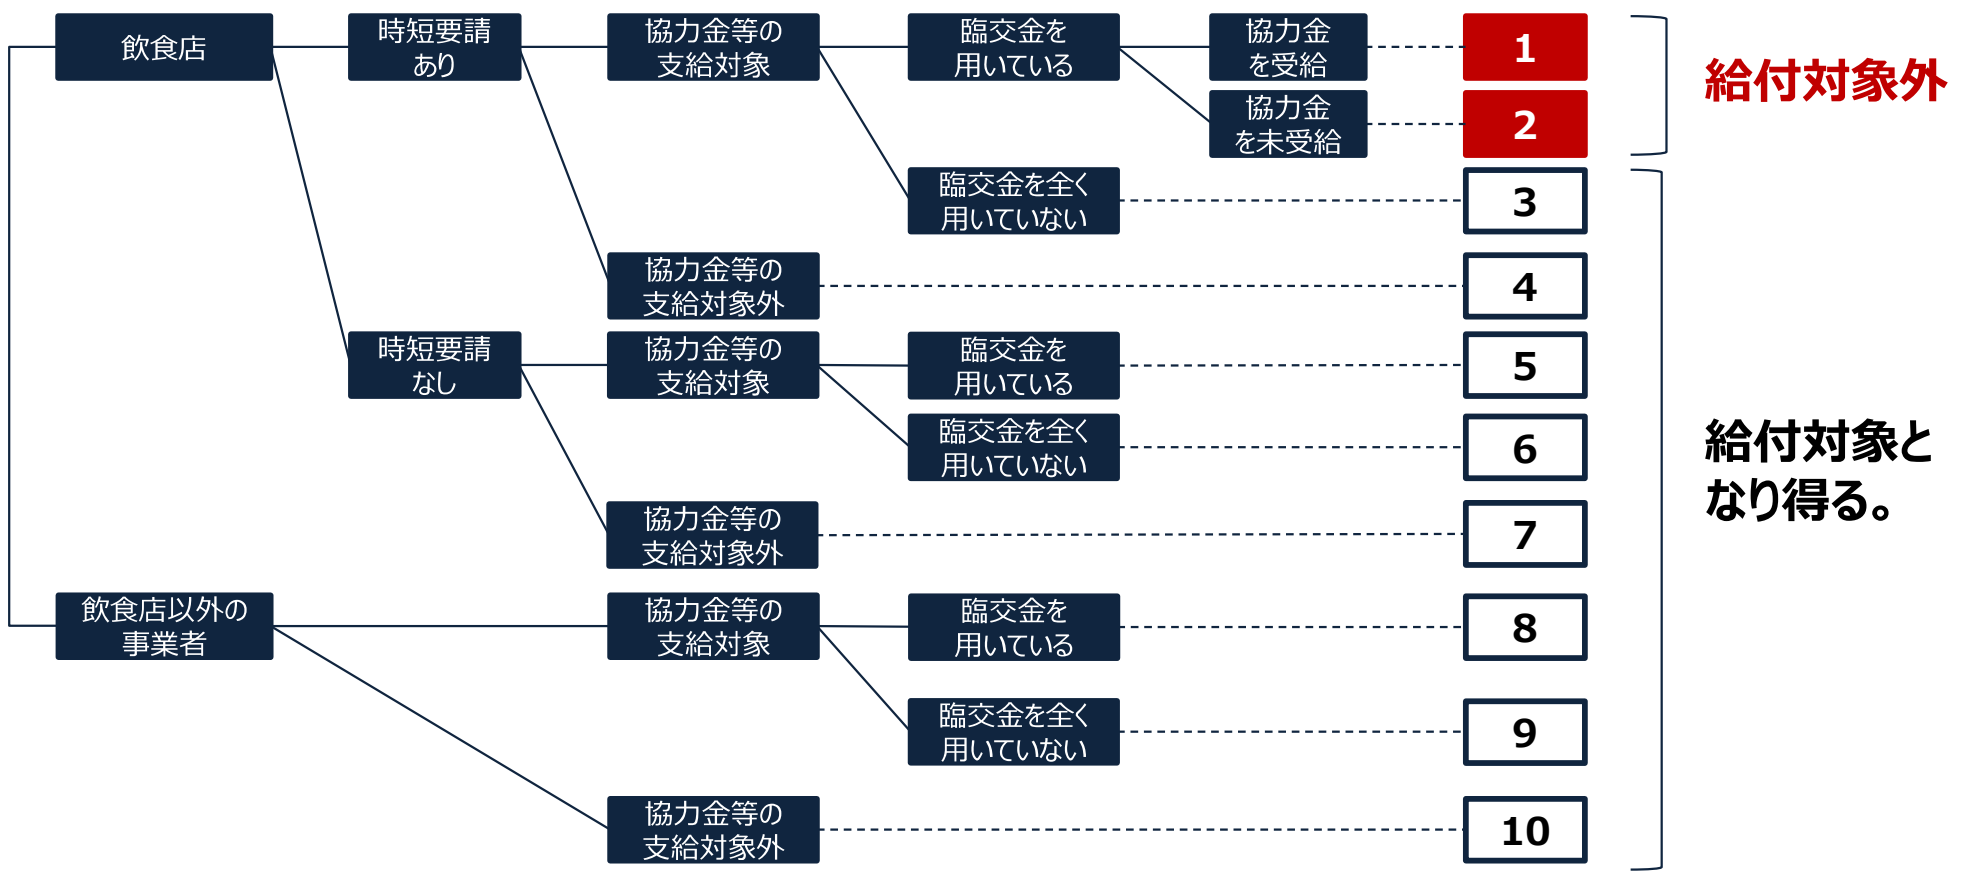 飲食店
時短要請
あり
協力金等の
支給対象
臨交金を
用いている
協力金
を受給
1
給付対象外
協力金
を未受給
2
臨交金を全く
用いていない
3
協力金等の
支給対象外
4
時短要請
なし
協力金等の
支給対象
臨交金を
用いている
5
臨交金を全く
用いていない
6
給付対象と
なり得る。
協力金等の
支給対象外
7
飲食店以外の
事業者
協力金等の
支給対象
臨交金を
用いている
8
臨交金を全く
用いていない
9
協力金等の
支給対象外
10